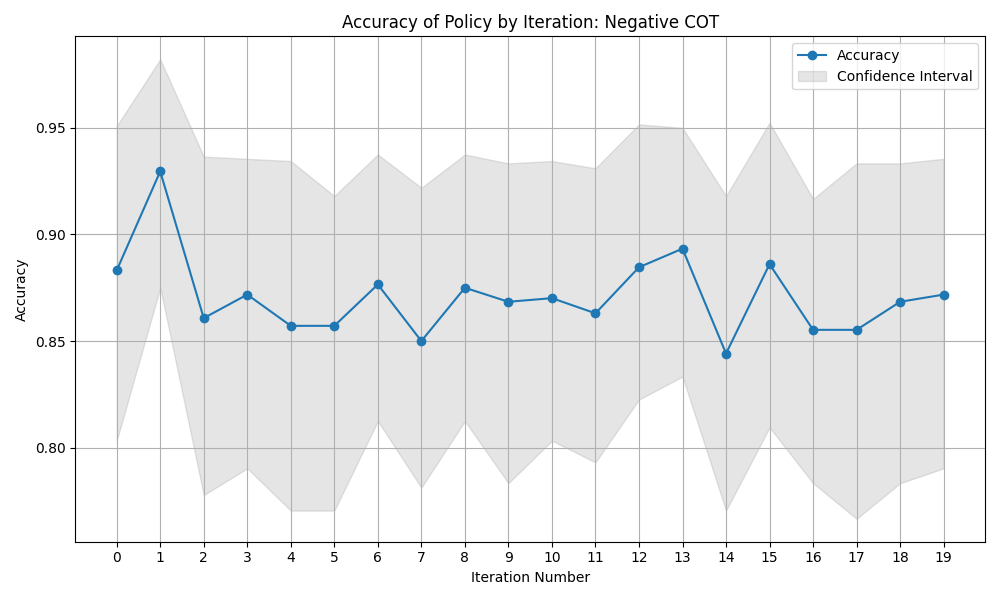 Accuracy of Policy by Iteration: Negative COT
Accuracy
Confidence Interval
Accuracy
0.95
0.90
0.85
0.80
0 1 2 3 4 5 6 7 8 9 10 11 12 13 14 15 16 17 18 19
Iteration Number